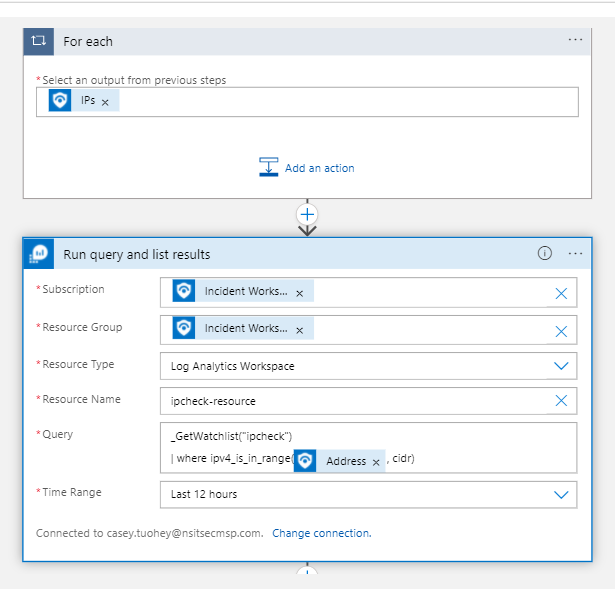 For each
* Select an output from previous steps
IPs ×
Add an action
Run query and list results
* Subscription
Incident Works... ×
* Resource Group
Incident Works... ×
* Resource Type
Log Analytics Workspace
* Resource Name
ipcheck-resource
* Query
_GetWatchlist("ipcheck")
| where ipv4_is_in_range( Address × , cidr)
* Time Range
Last 12 hours
Connected to casey.tuohey@nsitsecmsp.com. Change connection.